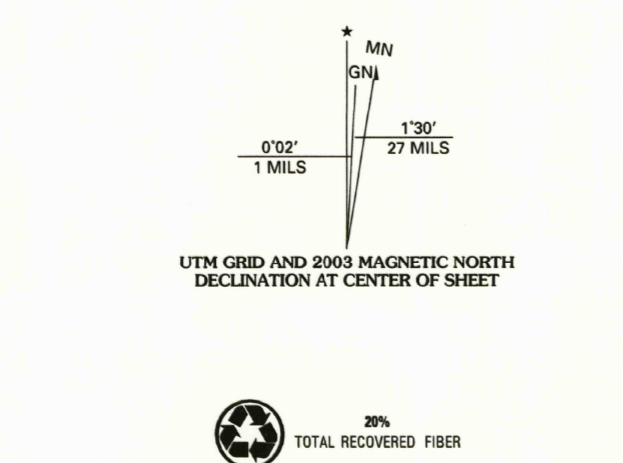 ★
MN
GN
1°30′
0°02′
27 MILS
1 MILS
UTM GRID AND 2003 MAGNETIC NORTH
DECLINATION AT CENTER OF SHEET
20%
TOTAL RECOVERED FIBER